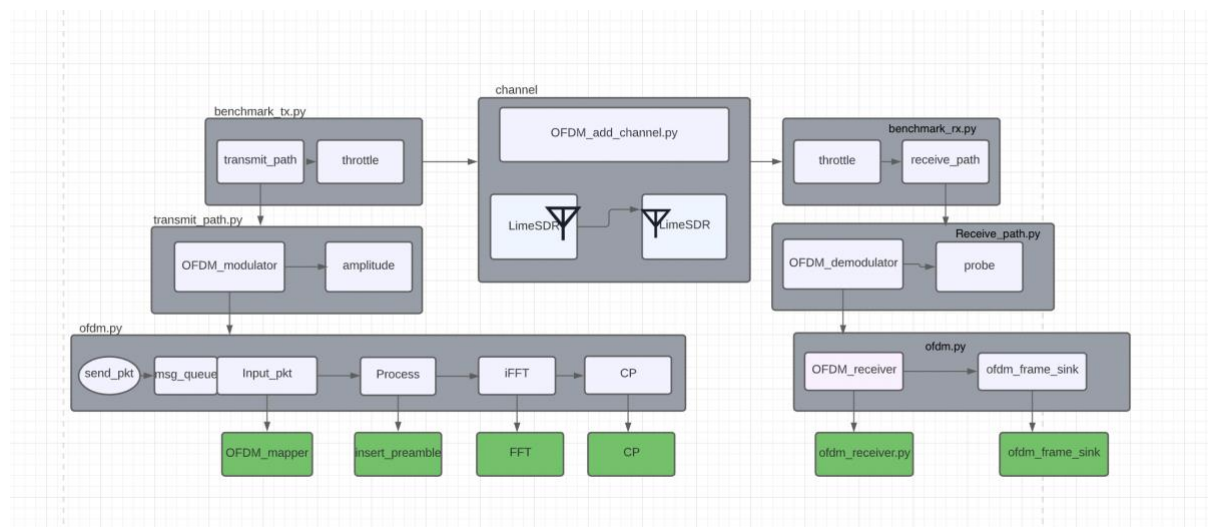 channel
OFDM_add_channel.py
LimeSDR
LimeSDR
benchmark_tx.py
transmit_path
throttle
transmit_path.py
OFDM_modulator
amplitude
ofdm.py
send_pkt
msg_queue
Input_pkt
Process
iFFT
CP
OFDM_mapper
insert_preamble
FFT
CP
benchmark_rx.py
throttle
receive_path
Receive_path.py
OFDM_demodulator
probe
ofdm.py
OFDM_receiver
ofdm_frame_sink
ofdm_receiver.py
ofdm_frame_sink